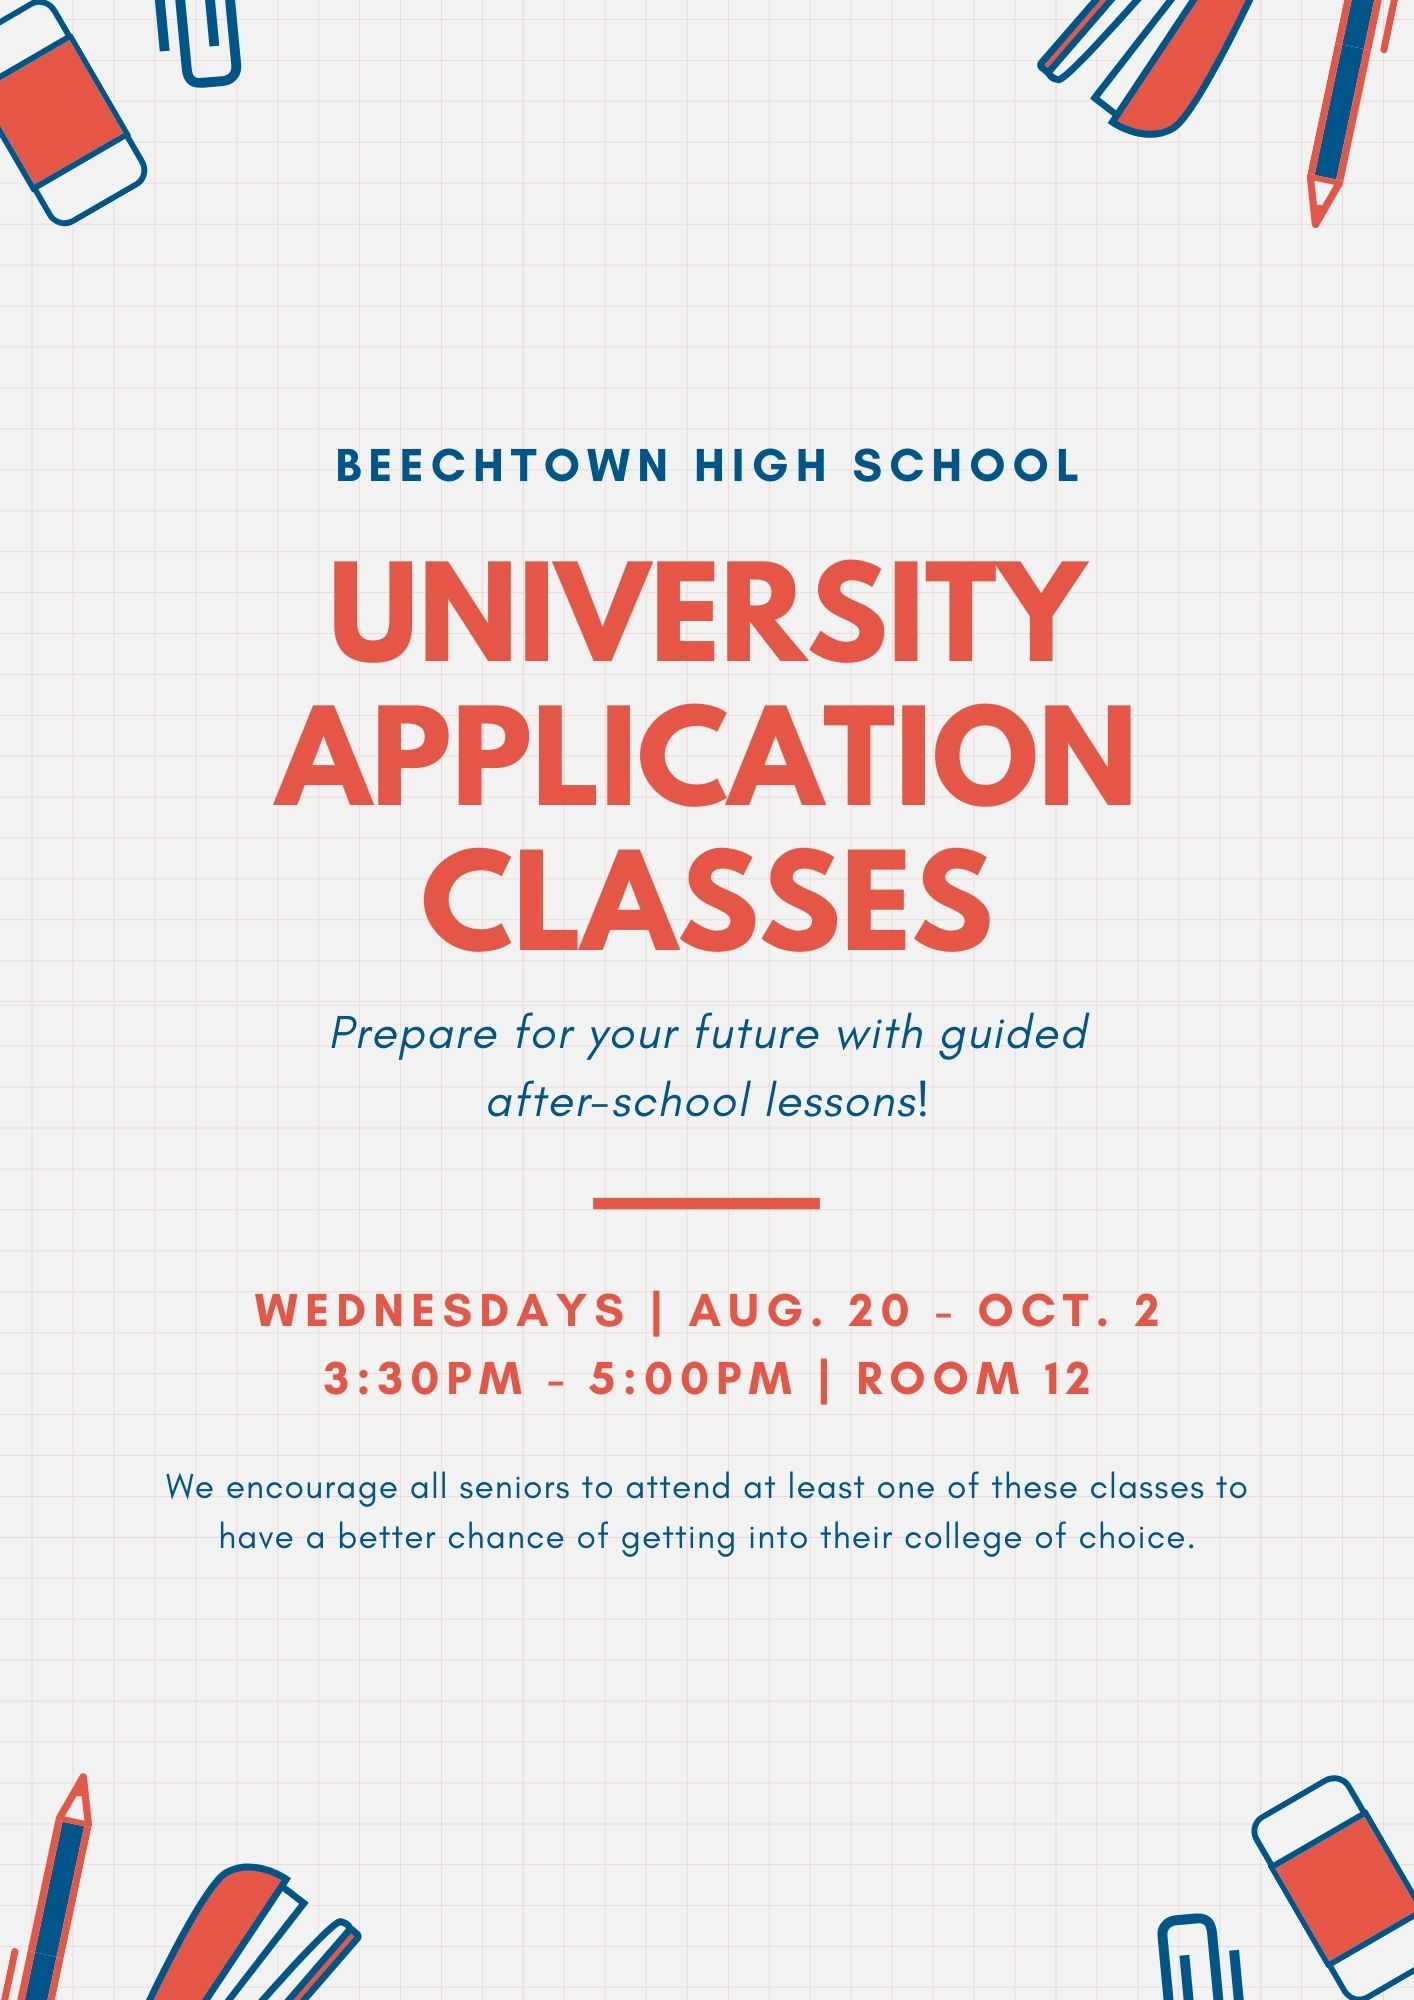 BEECHTOWN HIGH SCHOOL
UNIVERSITY
APPLICATION
CLASSES
Prepare for your future with guided
after-school lessons!
WEDNESDAYS | AUG. 20 - OCT. 2
3:30PM - 5:00PM | ROOM 12
We encourage all seniors to attend at least one of these classes to
have a better chance of getting into their college of choice.